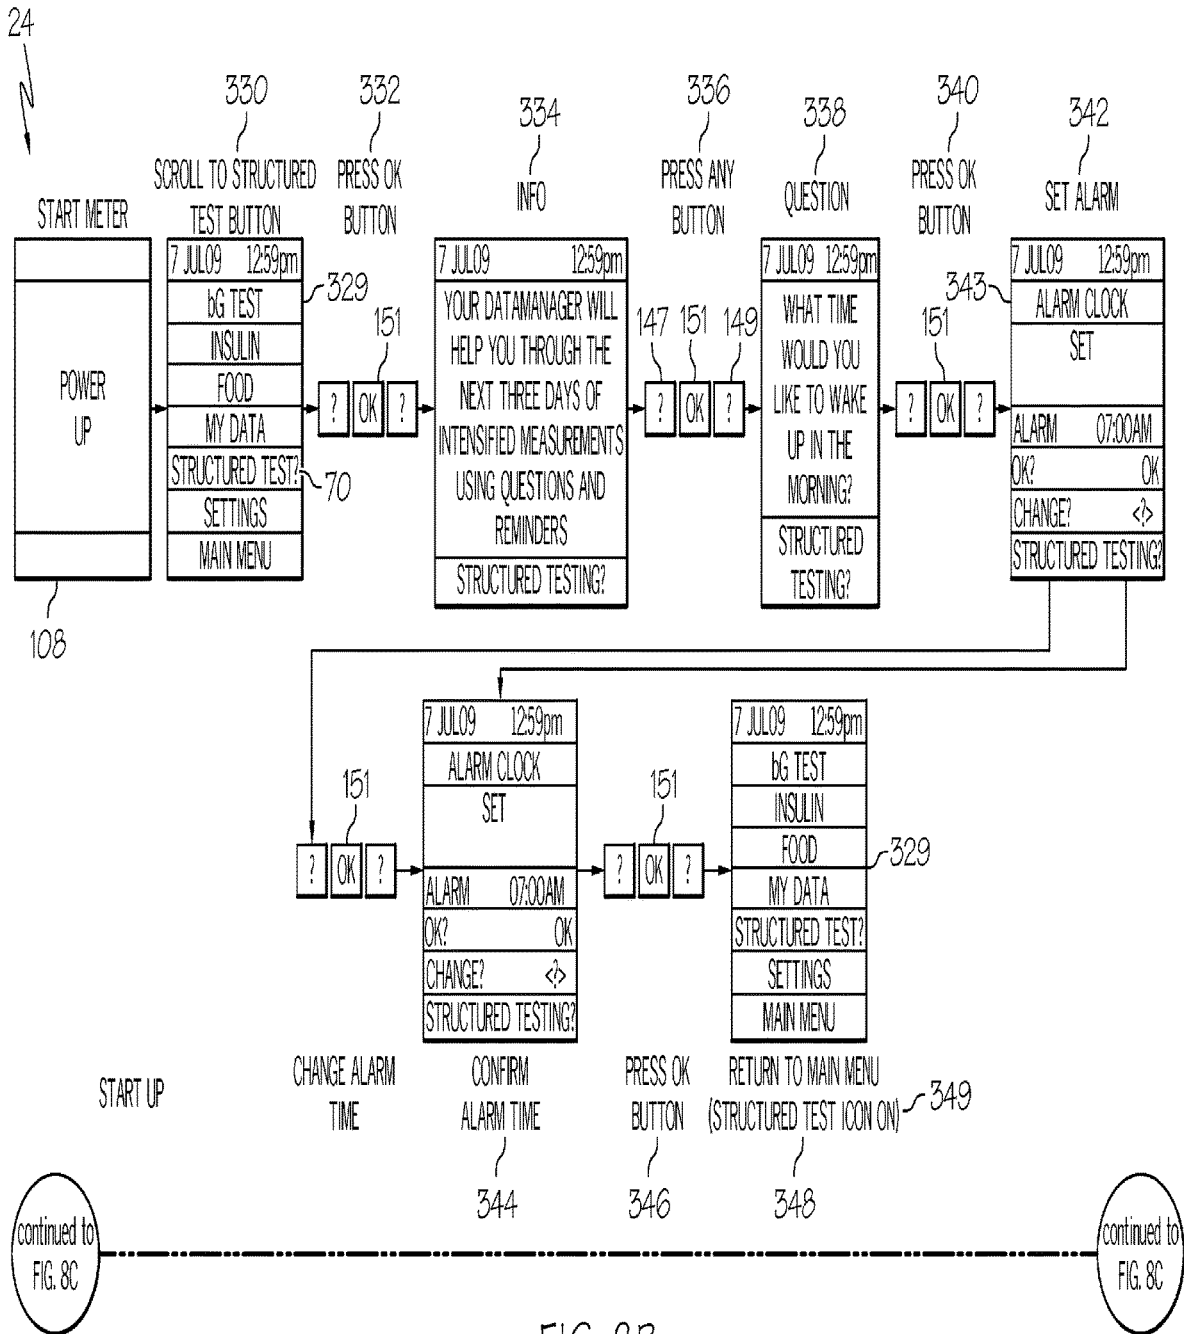 24
330
332
334
336
338
340
342
SCROLL TO STRUCTURED
TEST BUTTON
PRESS OK
BUTTON
INFO
PRESS ANY
BUTTON
QUESTION
PRESS OK
BUTTON
SET ALARM
START METER
POWER
UP
108
7 JUL09 12:59pm
bG TEST
INSULIN
FOOD
MY DATA
STRUCTURED TEST?
SETTINGS
MAIN MENU
329
70
151
? OK ?
7 JUL09 12:59pm
YOUR DATAMANAGER WILL
HELP YOU THROUGH THE
NEXT THREE DAYS OF
INTENSIFIED MEASUREMENTS
USING QUESTIONS AND
REMINDERS
STRUCTURED TESTING?
147 151 149
? OK ?
7 JUL09 12:59pm
WHAT TIME
WOULD YOU
LIKE TO WAKE
UP IN THE
MORNING?
STRUCTURED
TESTING?
151
? OK ?
343
7 JUL09 12:59pm
ALARM CLOCK
SET
ALARM 07:00AM
OK? OK
CHANGE? <?>
STRUCTURED TESTING?
151
? OK ?
7 JUL09 12:59pm
ALARM CLOCK
SET
ALARM 07:00AM
OK? OK
CHANGE? <?>
STRUCTURED TESTING?
151
? OK ?
7 JUL09 12:59pm
bG TEST
INSULIN
FOOD
MY DATA
STRUCTURED TEST?
SETTINGS
MAIN MENU
329
START UP
CHANGE ALARM
TIME
CONFIRM
ALARM TIME
PRESS OK
BUTTON
RETURN TO MAIN MENU
(STRUCTURED TEST ICON ON)
349
344
346
348
continued to
FIG. 8C
continued to
FIG. 8C
FIG. 8B